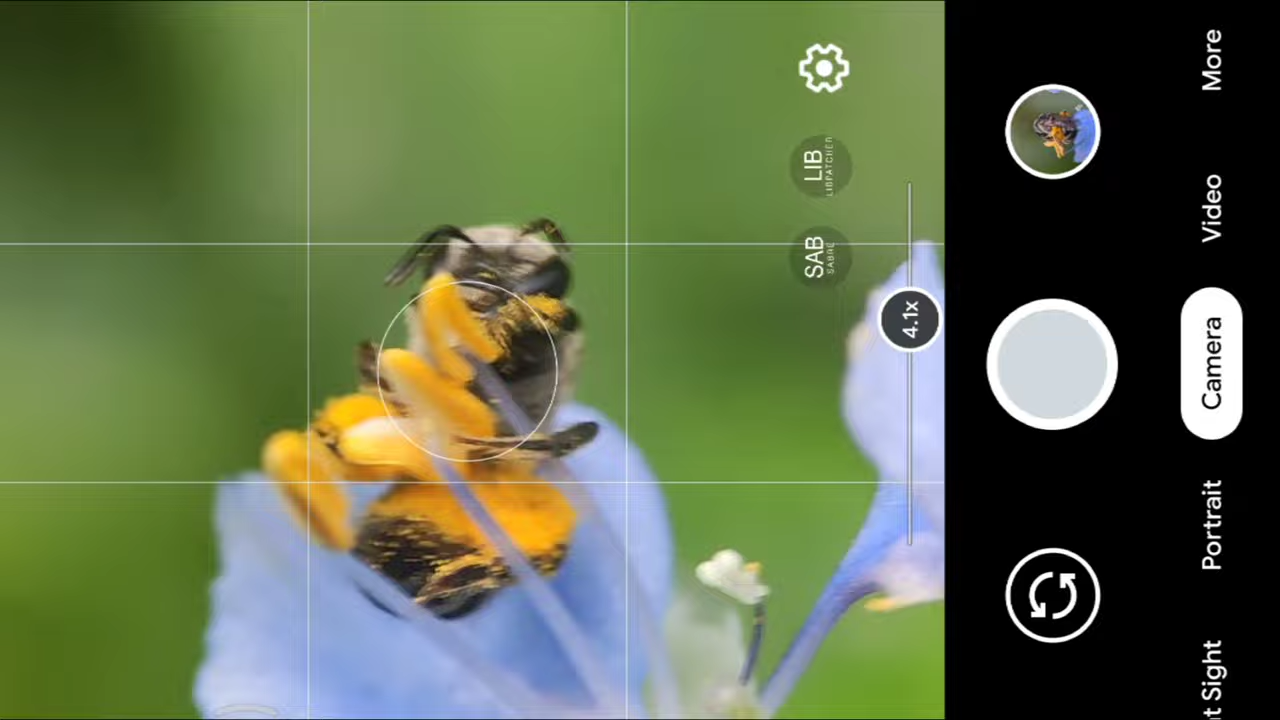 More
Video
Camera
Portrait
t Sight
LIB
LIBPATCHER
SAB
SABRE
4.1x